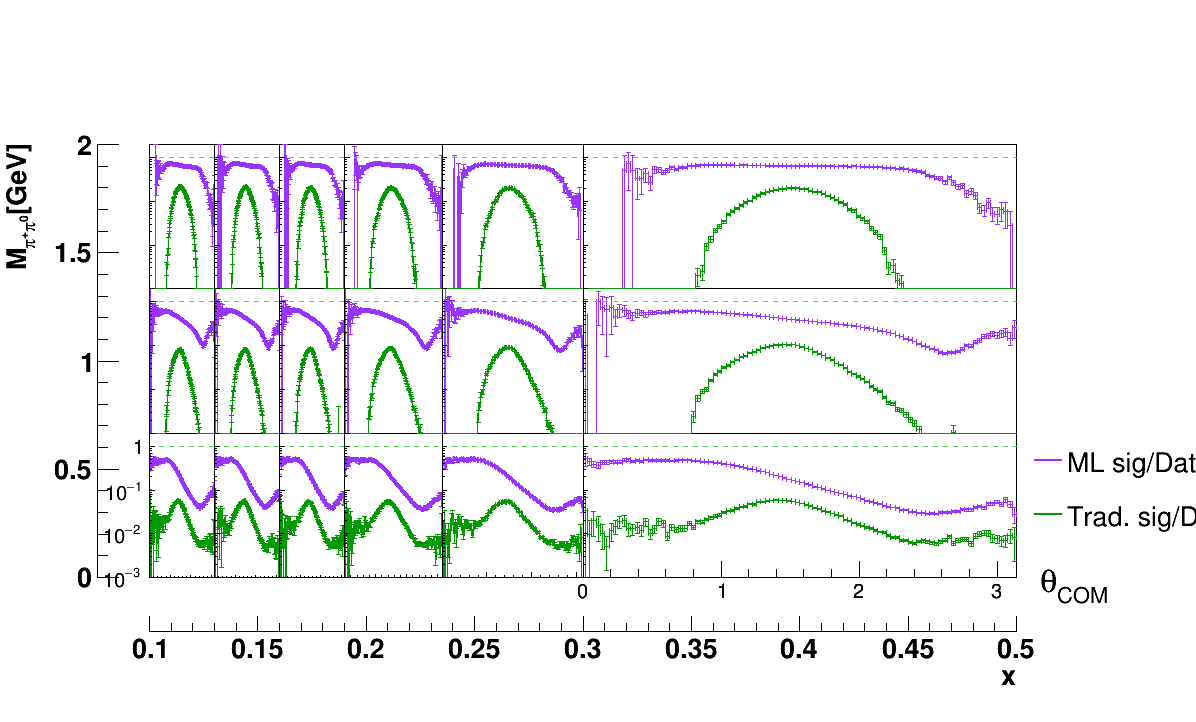 M_{π^+π^0}[GeV]
2
1.5
1
0.5
0
1
10^{-1}
10^{-2}
10^{-3}
ML sig/Dat
Trad. sig/D
0 1 2 3
θ_{COM}
0.1 0.15 0.2 0.25 0.3 0.35 0.4 0.45 0.5
x